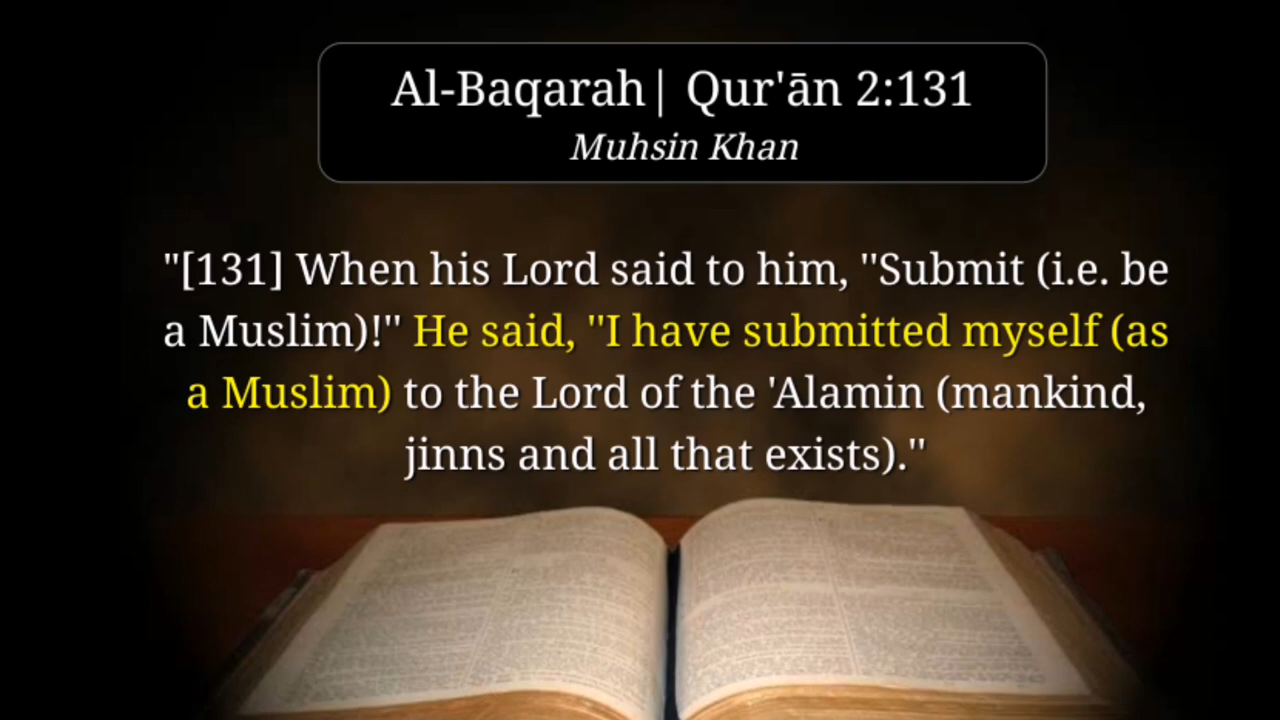 Al-Baqarah| Qur'ān 2:131
Muhsin Khan
"[131] When his Lord said to him, "Submit (i.e. be
a Muslim)!" He said, "I have submitted myself (as
a Muslim) to the Lord of the 'Alamin (mankind,
jinns and all that exists)."